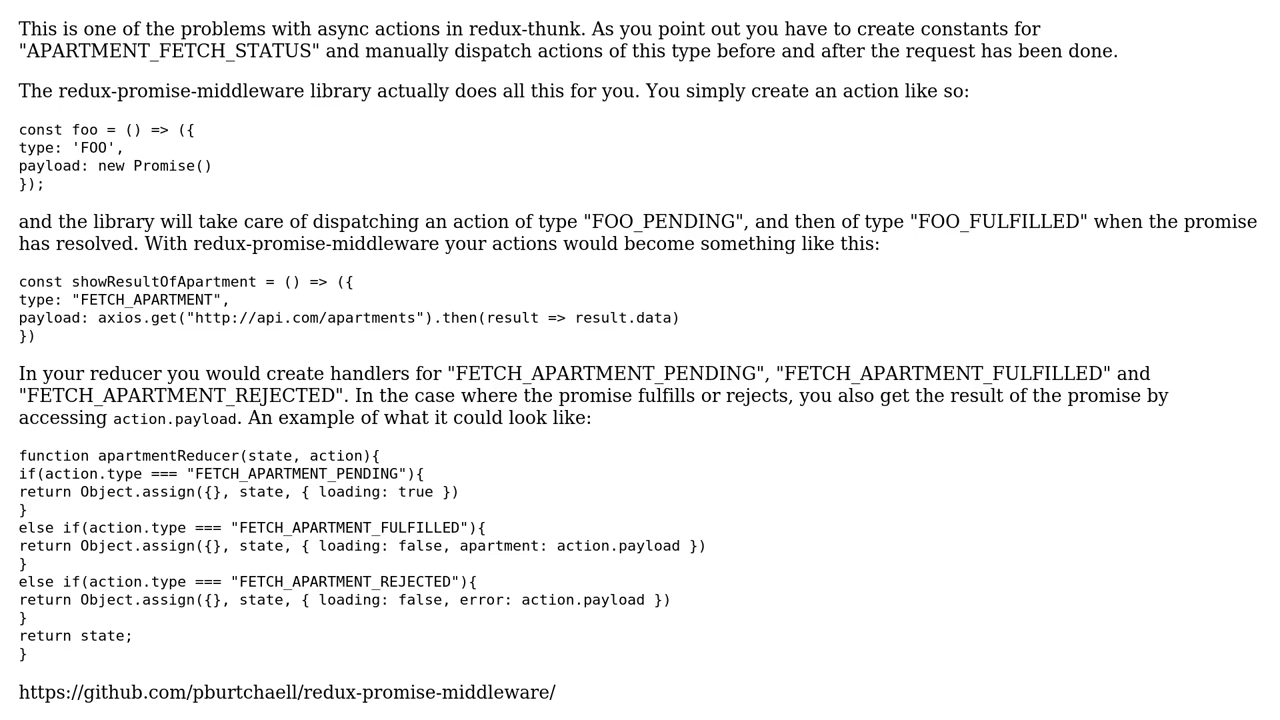 This is one of the problems with async actions in redux-thunk. As you point out you have to create constants for
"APARTMENT_FETCH_STATUS" and manually dispatch actions of this type before and after the request has been done.
The redux-promise-middleware library actually does all this for you. You simply create an action like so:
const foo = () => ({
type: 'FOO',
payload: new Promise()
});
and the library will take care of dispatching an action of type "FOO_PENDING", and then of type "FOO_FULFILLED" when the promise
has resolved. With redux-promise-middleware your actions would become something like this:
const showResultOfApartment = () => ({
type: "FETCH_APARTMENT",
payload: axios.get("http://api.com/apartments").then(result => result.data)
})
In your reducer you would create handlers for "FETCH_APARTMENT_PENDING", "FETCH_APARTMENT_FULFILLED" and
"FETCH_APARTMENT_REJECTED". In the case where the promise fulfills or rejects, you also get the result of the promise by
accessing action.payload. An example of what it could look like:
function apartmentReducer(state, action){
if(action.type === "FETCH_APARTMENT_PENDING"){
return Object.assign({}, state, { loading: true })
}
else if(action.type === "FETCH_APARTMENT_FULFILLED"){
return Object.assign({}, state, { loading: false, apartment: action.payload })
}
else if(action.type === "FETCH_APARTMENT_REJECTED"){
return Object.assign({}, state, { loading: false, error: action.payload })
}
return state;
}
https://github.com/pburtchaell/redux-promise-middleware/